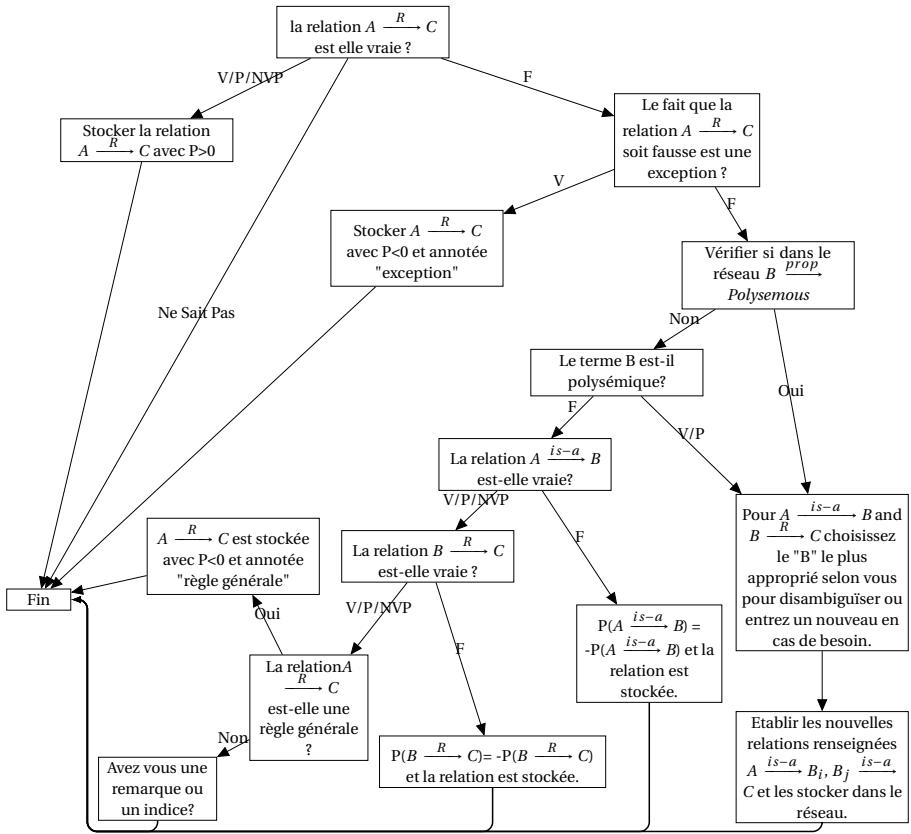 la relation A —R→ C
est elle vraie ?
V/P/NVP
F
Stocker la relation
A —R→ C avec P>0
Le fait que la
relation A —R→ C
soit fausse est une
exception ?
V
F
Stocker A —R→ C
avec P<0 et annotée
"exception"
Vérifier si dans le
réseau B —prop→
Polysemous
Ne Sait Pas
Non
Oui
Le terme B est-il
polysémique?
F
V/P
La relation A —is−a→ B
est-elle vraie?
V/P/NVP
F
Pour A —is−a→ B and
B —R→ C choisissez
le "B" le plus
approprié selon vous
pour disambiguïser ou
entrez un nouveau en
cas de besoin.
A —R→ C est stockée
avec P<0 et annotée
"règle générale"
La relation B —R→ C
est-elle vraie ?
Fin
Oui
V/P/NVP
F
P(A —is−a→ B) =
-P(A —is−a→ B) et la
relation est
stockée.
La relationA
—R→ C
est-elle une
règle générale
?
Non
Avez vous une
remarque ou
un indice?
P(B —R→ C)= -P(B —R→ C)
et la relation est stockée.
Etablir les nouvelles
relations renseignées
A —is−a→ Bi, Bj —is−a→
C et les stocker dans le
réseau.